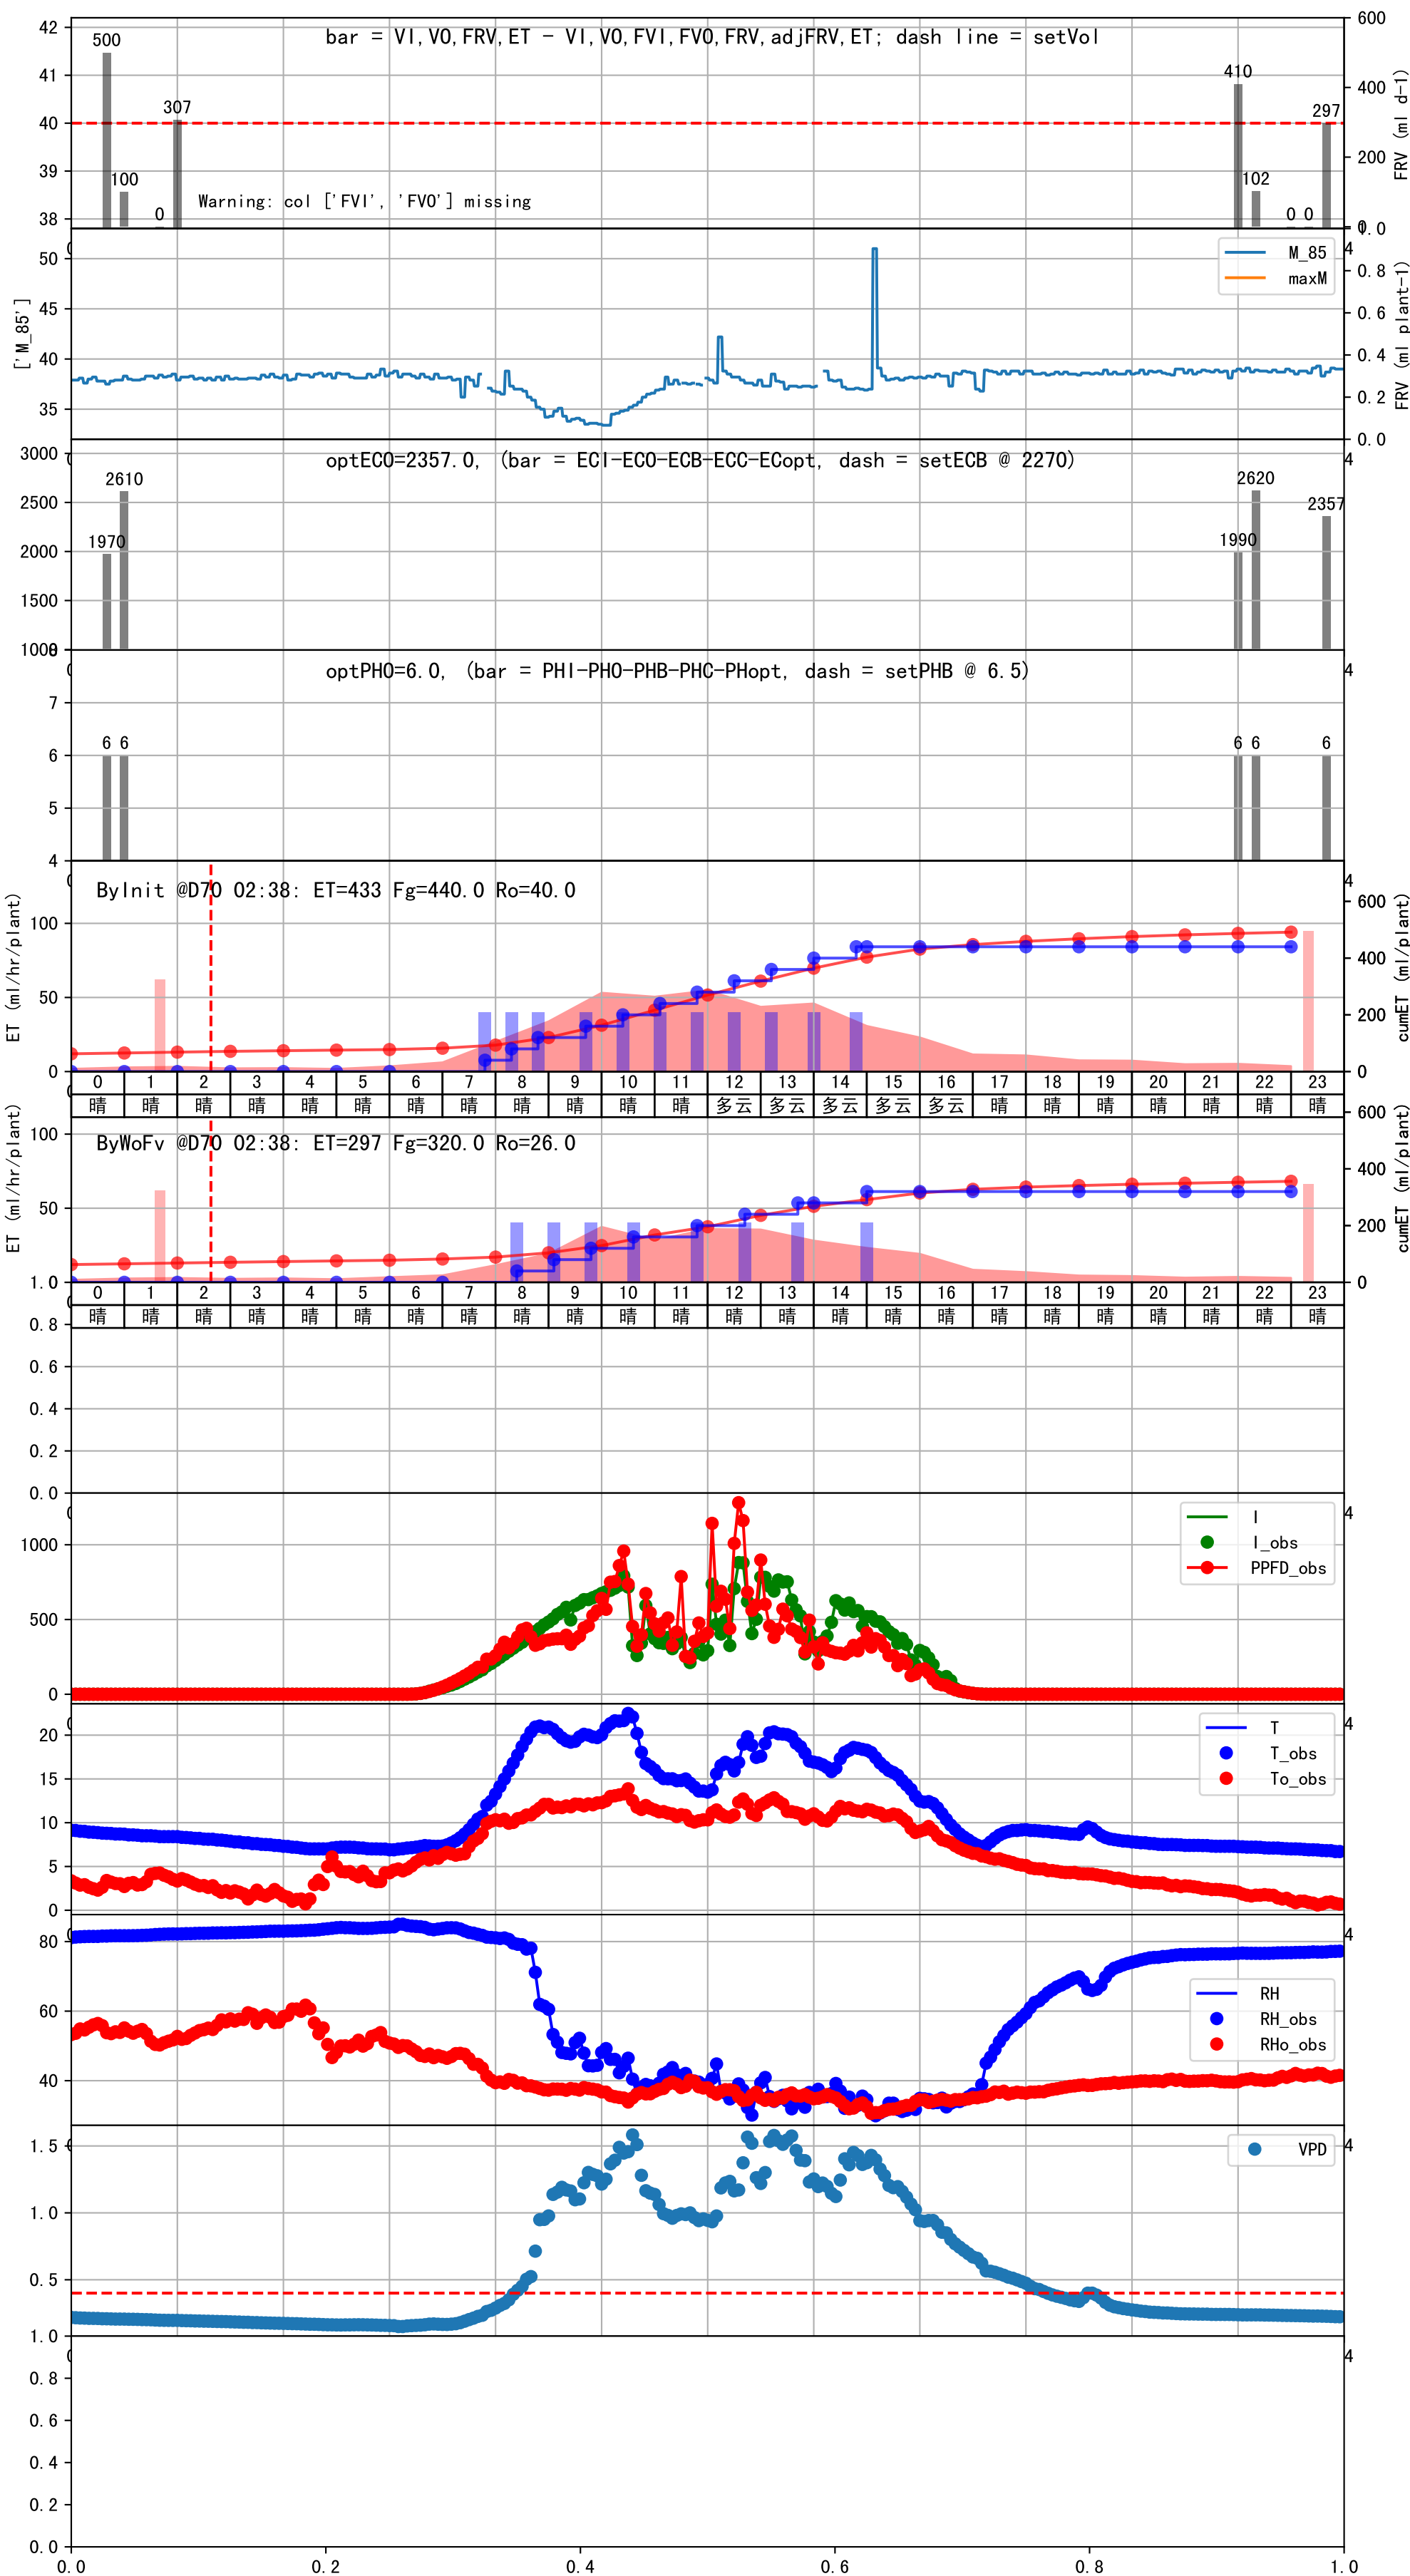 bar = VI,VO,FRV,ET - VI,VO,FVI,FVO,FRV,adjFRV,ET; dash line = setVol
42
41
40
39
38
500
100
0
307
410
102
0 0
297
Warning: col ['FVI', 'FVO'] missing
600
400
200
0
FRV (ml d-1)
['M_85']
50
45
40
35
M_85
maxM
1.0
0.8
0.6
0.4
0.2
0.0
FRV (ml plant-1)
optECO=2357.0, (bar = ECI-ECO-ECB-ECC-ECopt, dash = setECB @ 2270)
3000
2500
2000
1500
1000
1970
2610
1990
2620
2357
optPHO=6.0, (bar = PHI-PHO-PHB-PHC-PHopt, dash = setPHB @ 6.5)
7
6
5
4
6 6
6 6
6
ByInit @D70 02:38: ET=433 Fg=440.0 Ro=40.0
ET (ml/hr/plant)
100
50
0
600
400
200
0
cumET (ml/plant)
0 1 2 3 4 5 6 7 8 9 10 11 12 13 14 15 16 17 18 19 20 21 22 23
晴 晴 晴 晴 晴 晴 晴 晴 晴 晴 晴 晴 多云 多云 多云 多云 多云 晴 晴 晴 晴 晴 晴 晴
ByWoFv @D70 02:38: ET=297 Fg=320.0 Ro=26.0
ET (ml/hr/plant)
100
50
600
400
200
0
cumET (ml/plant)
0 1 2 3 4 5 6 7 8 9 10 11 12 13 14 15 16 17 18 19 20 21 22 23
晴 晴 晴 晴 晴 晴 晴 晴 晴 晴 晴 晴 多云 多云 多云 多云 多云 晴 晴 晴 晴 晴 晴 晴
1.0
0.8
0.6
0.4
0.2
0.0
1000
500
0
I
I_obs
PPFD_obs
20
15
10
5
0
T
T_obs
To_obs
80
60
40
RH
RH_obs
RHo_obs
1.5
1.0
0.5
VPD
1.0
0.8
0.6
0.4
0.2
0.0
0.0 0.2 0.4 0.6 0.8 1.0